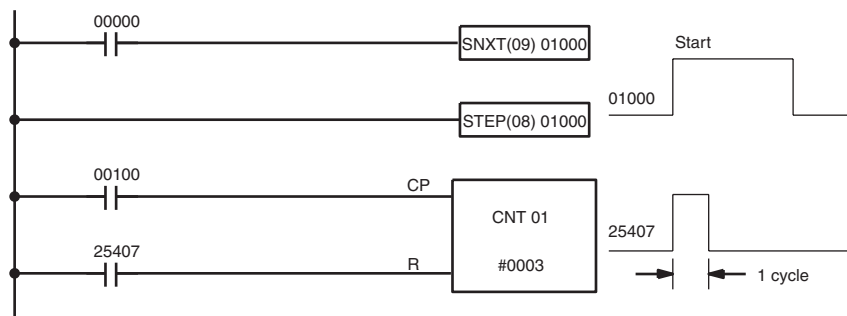 00000
SNXT(09) 01000
Start
01000
STEP(08) 01000
00100
CP
CNT 01
25407
25407
R
#0003
1 cycle